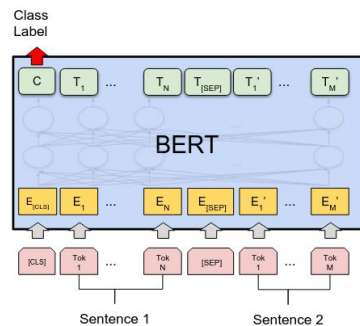 Class
Label
C T1 ... TN T[SEP] T1' ... TM'
...
BERT
...
E[CLS] E1 ... EN E[SEP] E1' ... EM'
[CLS] Tok 1 ... Tok N [SEP] Tok 1 ... Tok M
Sentence 1 Sentence 2